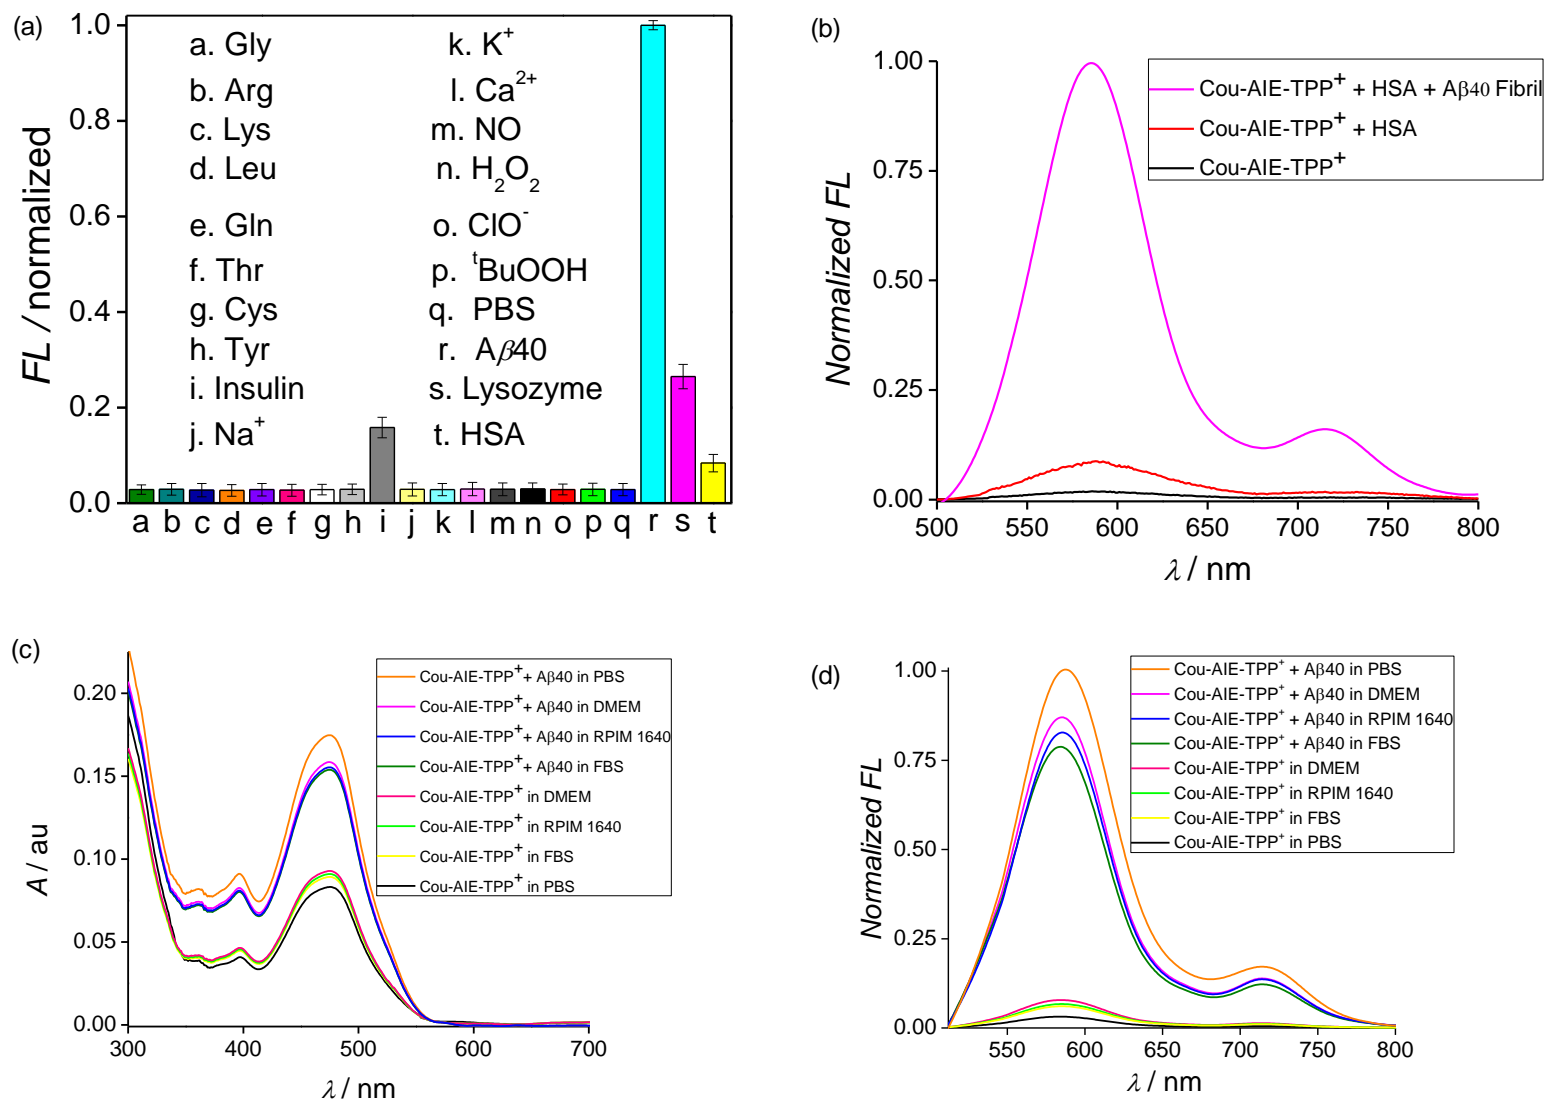 (a)
FL / normalized
1.0
0.8
0.6
0.4
0.2
0.0
a. Gly
b. Arg
c. Lys
d. Leu
e. Gln
f. Thr
g. Cys
h. Tyr
i. Insulin
j. Na⁺
k. K⁺
l. Ca²⁺
m. NO
n. H₂O₂
o. ClO⁻
p. ᵗBuOOH
q. PBS
r. Aβ40
s. Lysozyme
t. HSA
a b c d e f g h i j k l m n o p q r s t
(b)
Normalized FL
1.00
0.75
0.50
0.25
0.00
Cou-AIE-TPP⁺ + HSA + Aβ40 Fibril
Cou-AIE-TPP⁺ + HSA
Cou-AIE-TPP⁺
500 550 600 650 700 750 800
λ / nm
(c)
A / au
0.20
0.15
0.10
0.05
0.00
Cou-AIE-TPP⁺ + Aβ40 in PBS
Cou-AIE-TPP⁺ + Aβ40 in DMEM
Cou-AIE-TPP⁺ + Aβ40 in RPIM 1640
Cou-AIE-TPP⁺ + Aβ40 in FBS
Cou-AIE-TPP⁺ in DMEM
Cou-AIE-TPP⁺ in RPIM 1640
Cou-AIE-TPP⁺ in FBS
Cou-AIE-TPP⁺ in PBS
300 400 500 600 700
λ / nm
(d)
Normalized FL
1.00
0.75
0.50
0.25
0.00
Cou-AIE-TPP⁺ + Aβ40 in PBS
Cou-AIE-TPP⁺ + Aβ40 in DMEM
Cou-AIE-TPP⁺ + Aβ40 in RPIM 1640
Cou-AIE-TPP⁺ + Aβ40 in FBS
Cou-AIE-TPP⁺ in DMEM
Cou-AIE-TPP⁺ in RPIM 1640
Cou-AIE-TPP⁺ in FBS
Cou-AIE-TPP⁺ in PBS
550 600 650 700 750 800
λ / nm